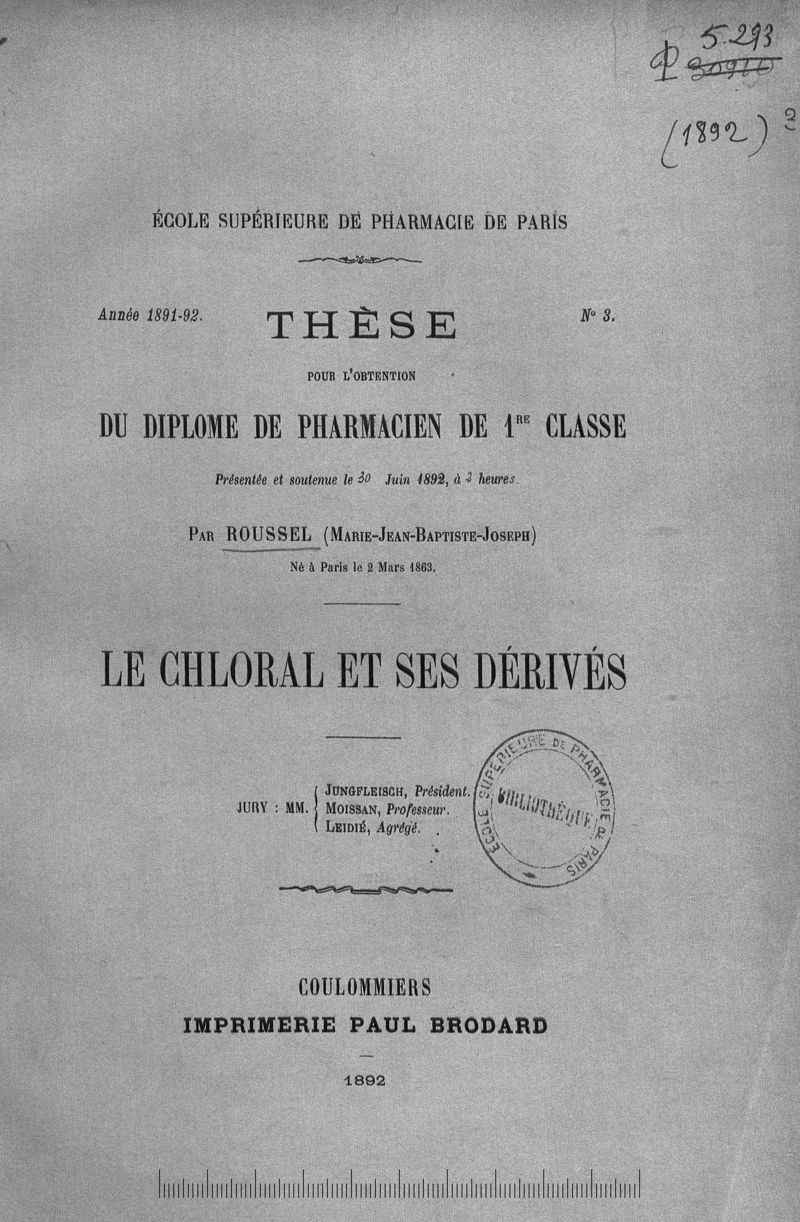 5.293
(1892) 2
ÉCOLE SUPÉRIEURE DE PHARMACIE DE PARIS
Année 1891-92.
THÈSE
Nº 3.
POUR L'OBTENTION
DU DIPLOME DE PHARMACIEN DE 1RE CLASSE
Présentée et soutenue le 30 Juin 1892, à 2 heures.
PAR ROUSSEL (MARIE-JEAN-BAPTISTE-JOSEPH)
Né à Paris le 2 Mars 1863.
LE CHLORAL ET SES DÉRIVÉS
JURY : MM.
JUNGFLEISCH, Président.
MOISSAN, Professeur.
LEIDIÉ, Agrégé.
ÉCOLE SUPÉRIEURE DE PHARMACIE de PARIS
BIBLIOTHÈQUE
COULOMMIERS
IMPRIMERIE PAUL BRODARD
1892